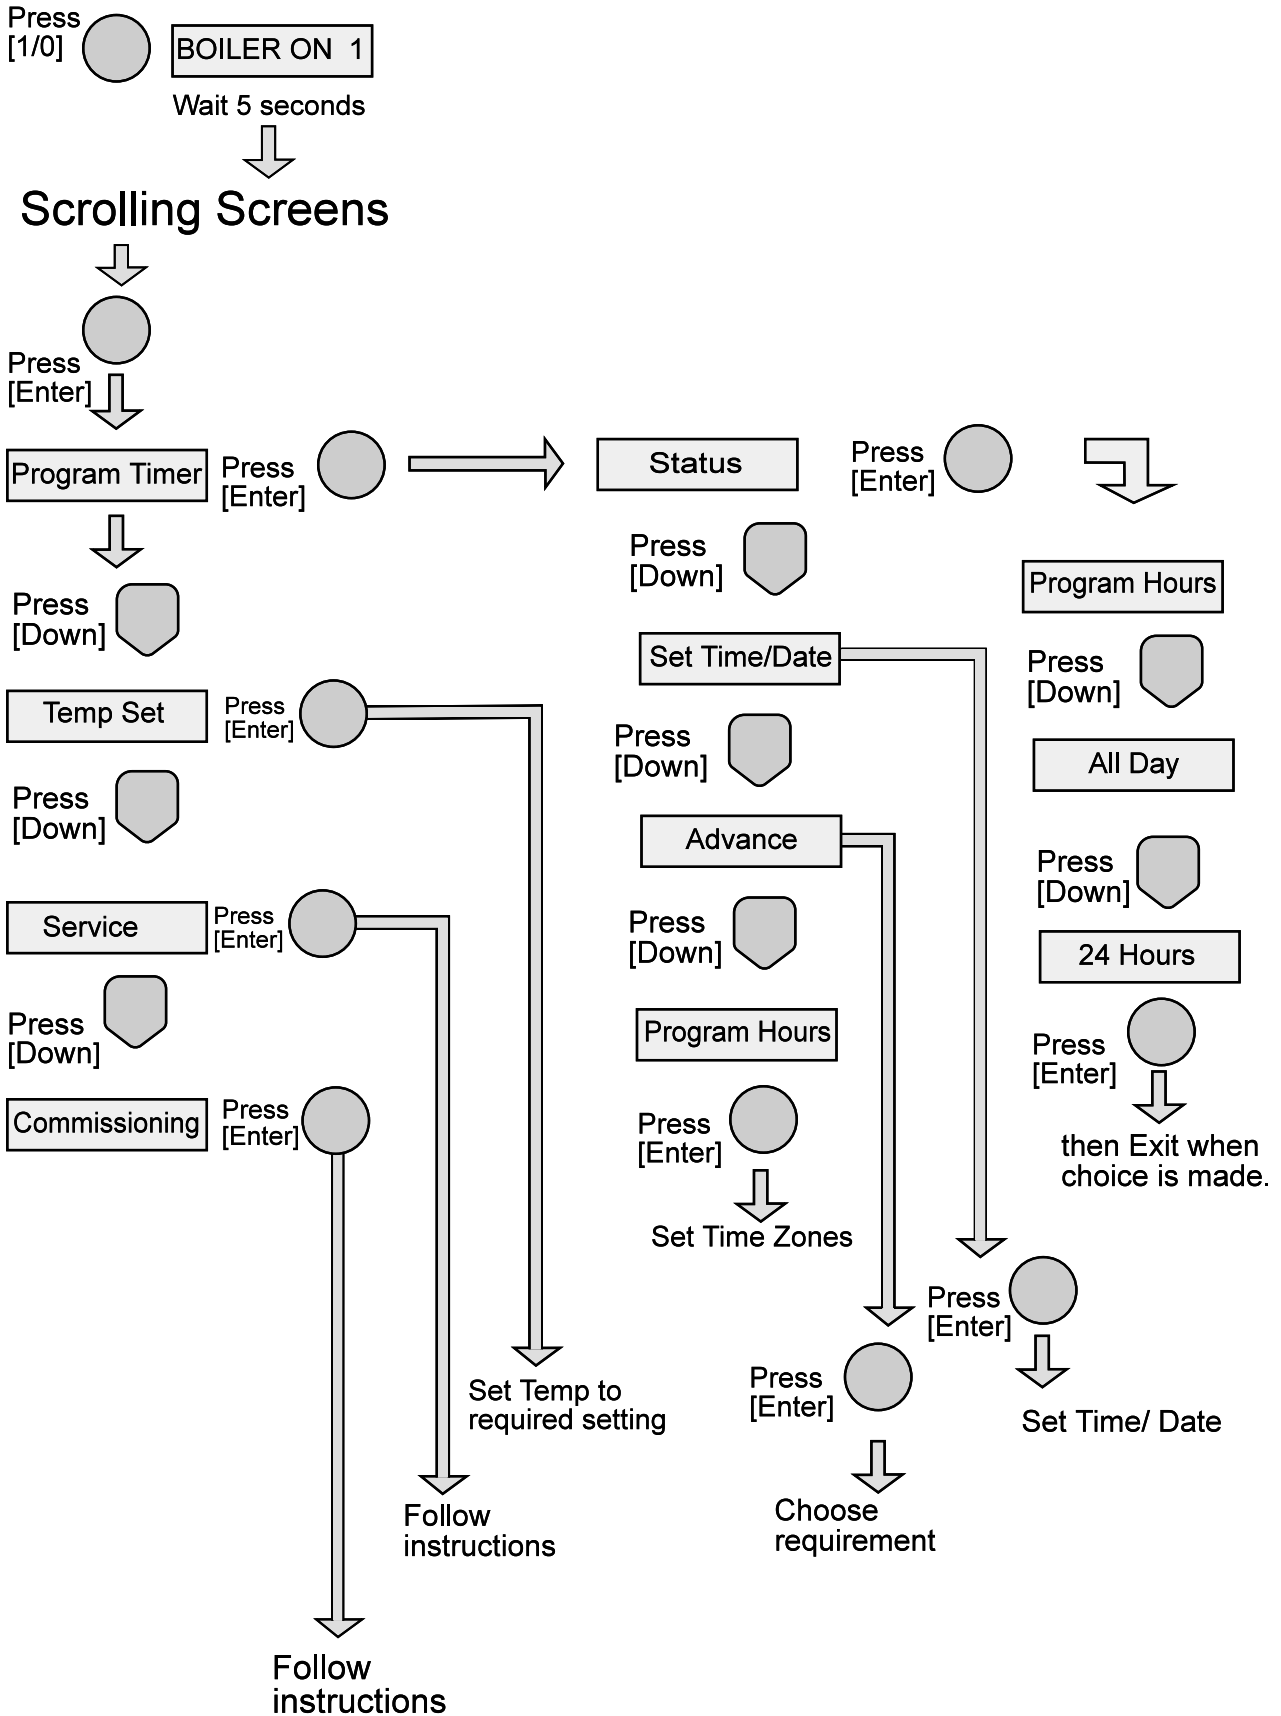 Press
[1/0]
BOILER ON  1
Wait 5 seconds
Scrolling Screens
Press
[Enter]
Program Timer
Press
[Enter]
Press
[Down]
Temp Set
Press
[Enter]
Set Temp to
required setting
Press
[Down]
Service
Press
[Enter]
Follow
instructions
Press
[Down]
Commissioning
Press
[Enter]
Follow
instructions
Status
Press
[Enter]
Press
[Down]
Set Time/Date
Press
[Down]
Advance
Press
[Down]
Program Hours
Press
[Enter]
Set Time Zones
Press
[Enter]
Choose
requirement
Press
[Enter]
Set Time/ Date
Program Hours
Press
[Down]
All Day
Press
[Down]
24 Hours
Press
[Enter]
then Exit when
choice is made.